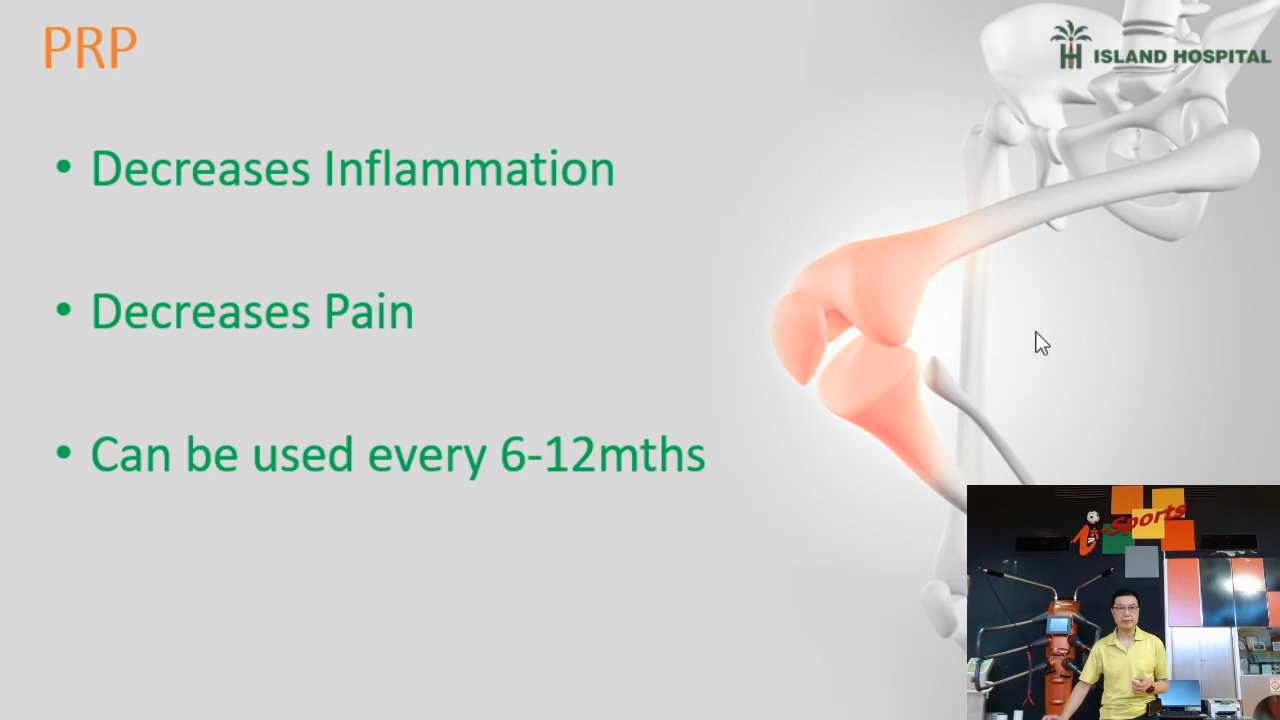 PRP
ISLAND HOSPITAL
• Decreases Inflammation
• Decreases Pain
• Can be used every 6-12mths
i-Sports